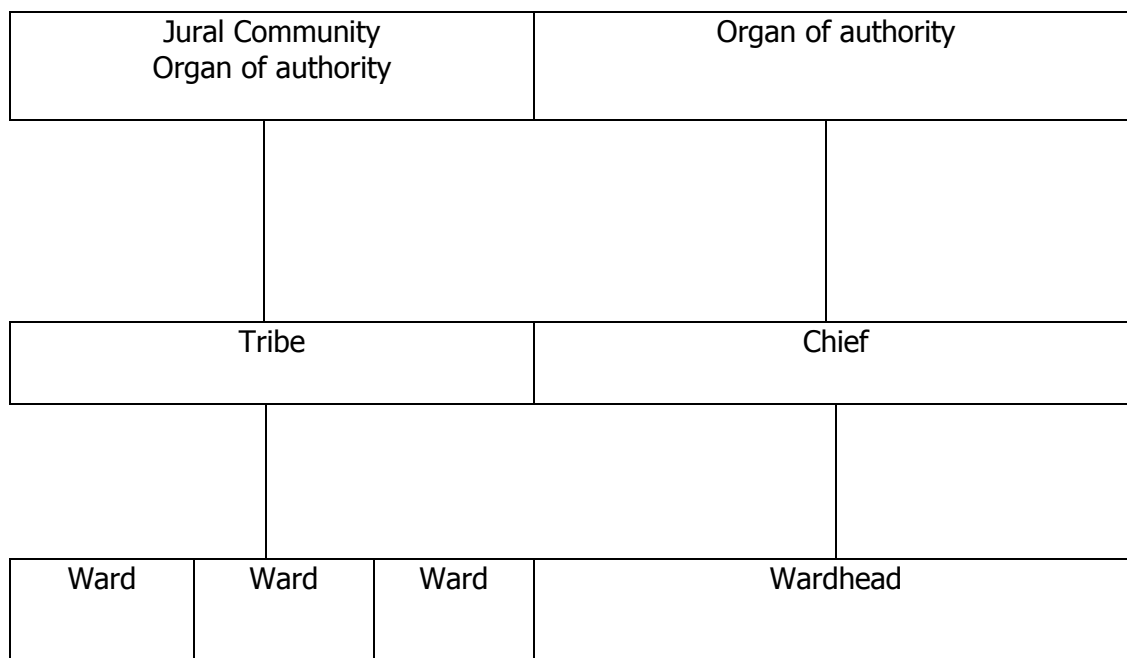 Jural Community
Organ of authority
Organ of authority
Tribe
Chief
Ward
Ward
Ward
Wardhead